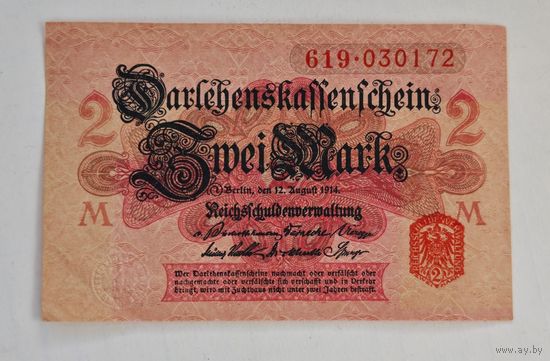 619·030172
Darlehenskassenschein.
2 Zwei Mark. 2
Berlin, den 12. August 1914.
M Reichsschuldenverwaltung M
Wer Darlehenskassenscheine nachmacht oder verfälscht oder
nachgemachte oder verfälschte sich verschafft und in Verkehr
bringt, wird mit Zuchthaus nicht unter zwei Jahren bestraft.
2
www.ay.by